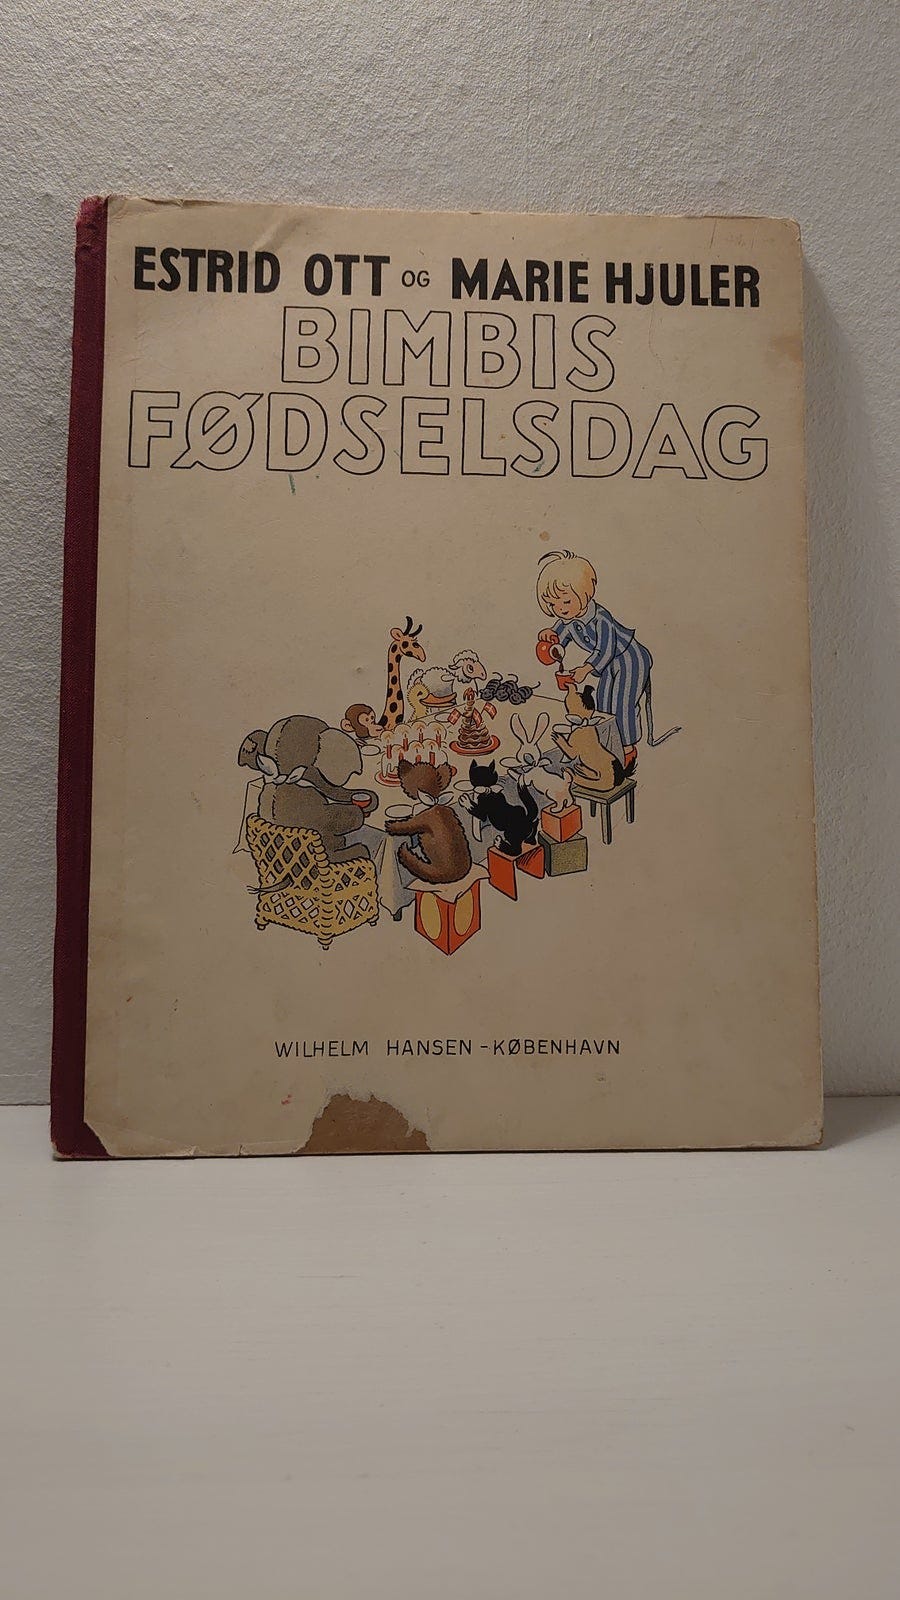 ESTRID OTT OG MARIE HJULER
BIMBIS
FØDSELSDAG
WILHELM HANSEN - KØBENHAVN